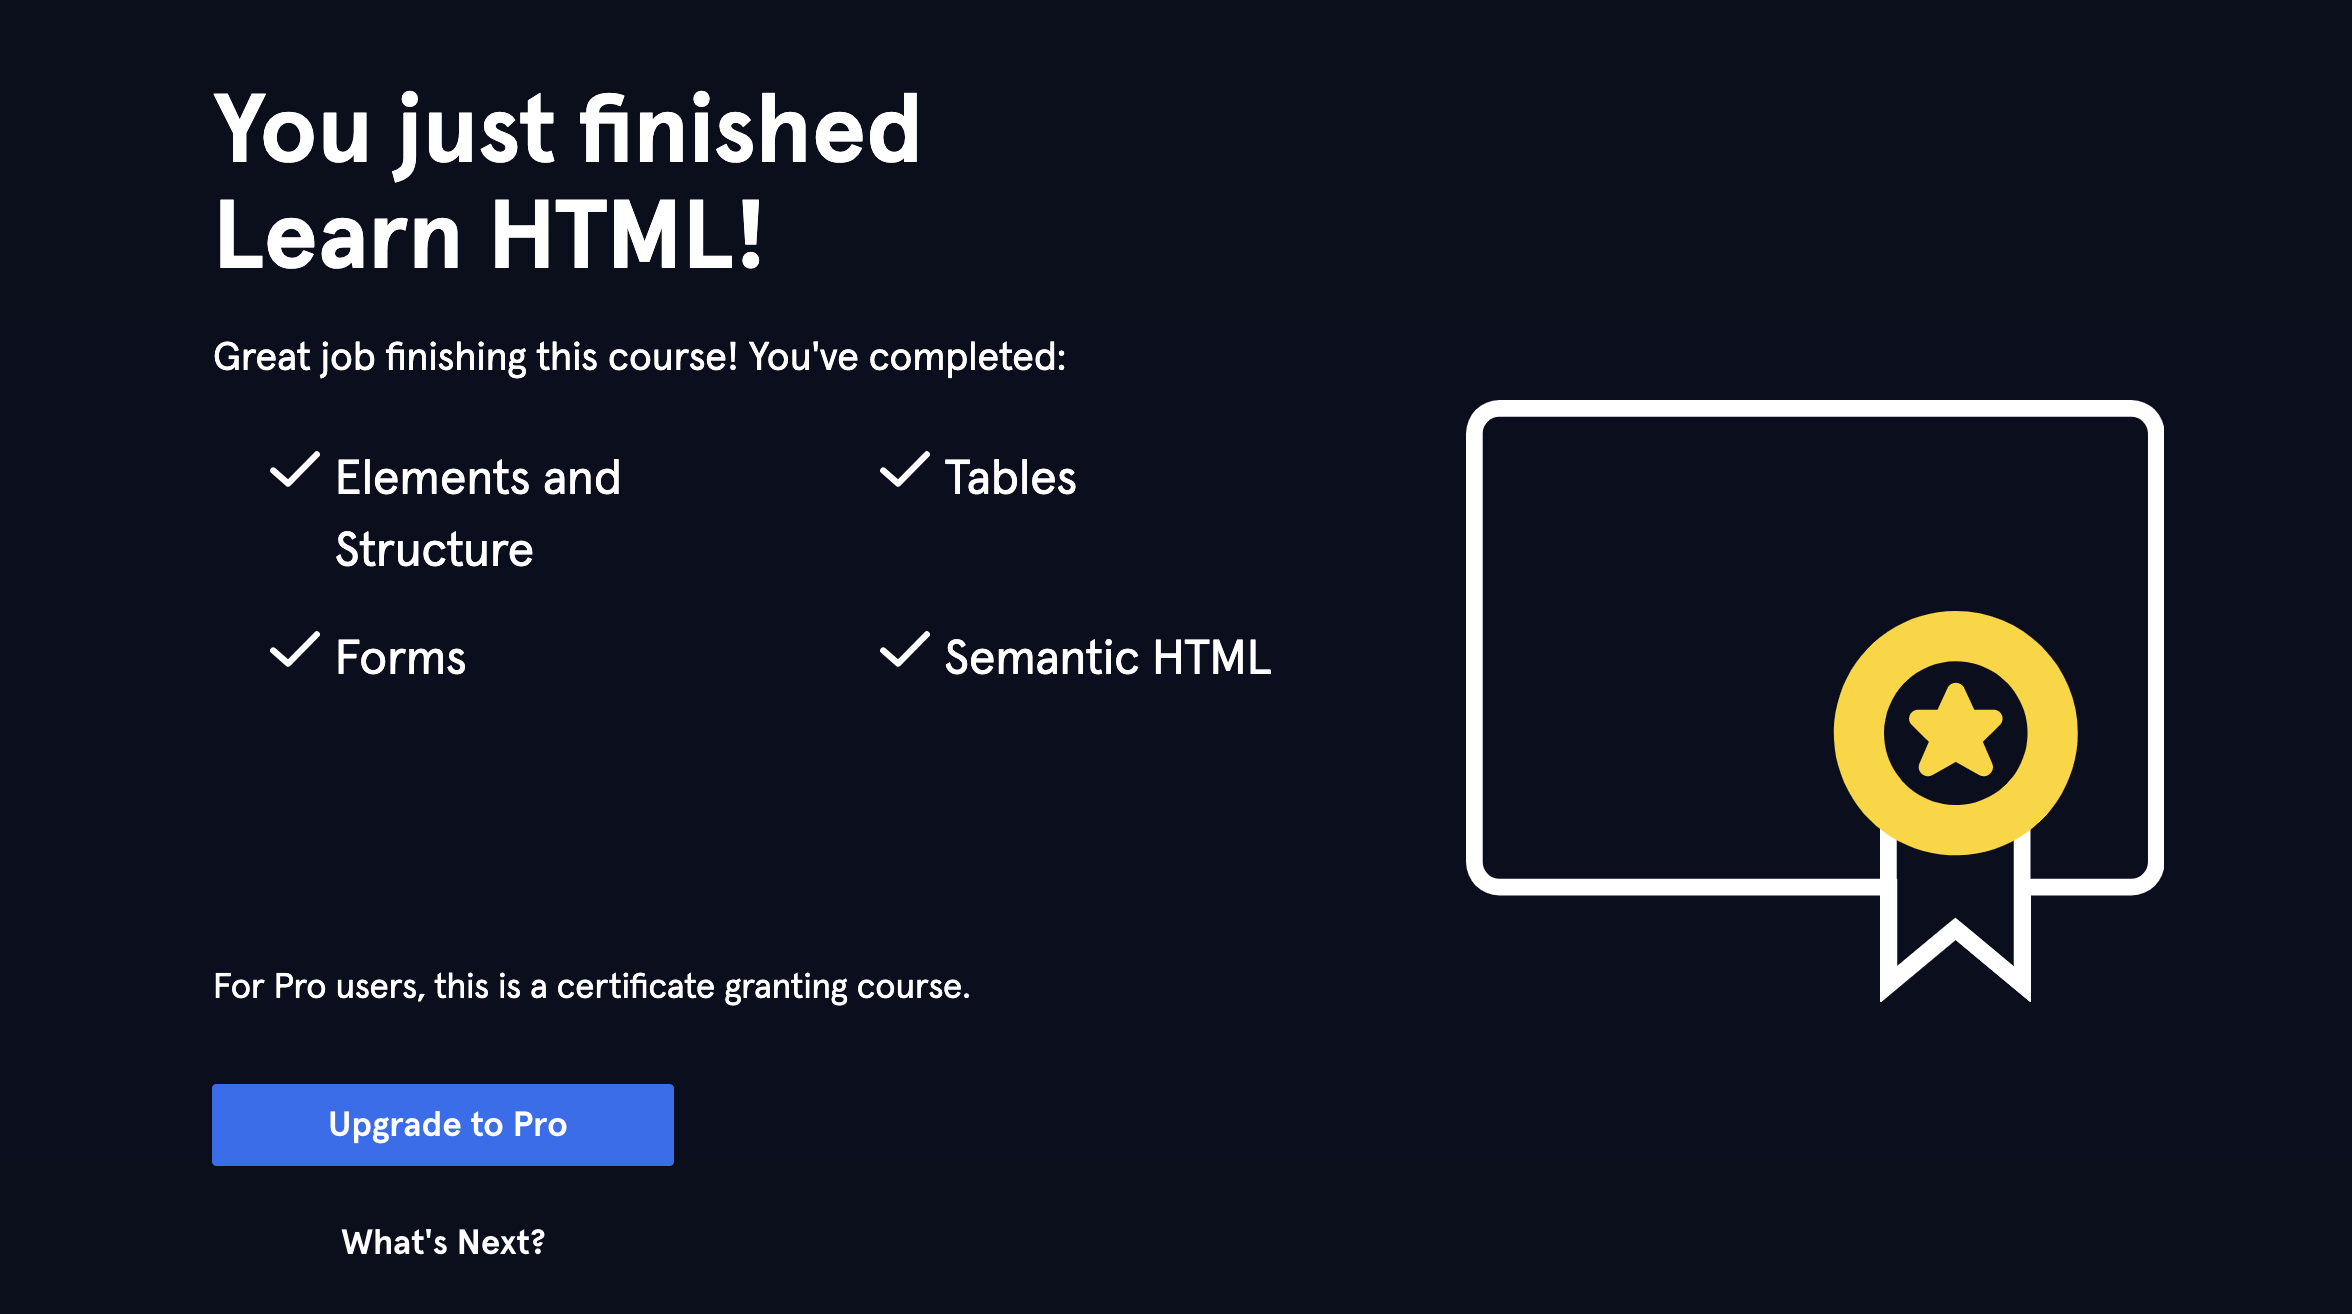 You just finished
Learn HTML!
Great job finishing this course! You've completed:
Elements and
Structure
Tables
Forms
Semantic HTML
For Pro users, this is a certificate granting course.
Upgrade to Pro
What's Next?